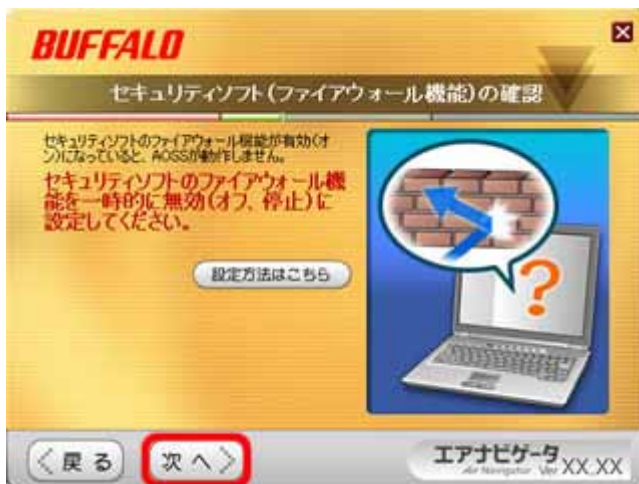 BUFFALO
セキュリティソフト(ファイアウォール機能)の確認
セキュリティソフトのファイアウォール機能が有効(オ
ン)になっていると、AOSSが動作しません。
セキュリティソフトのファイアウォール機
能を一時的に無効(オフ、停止)に
設定してください。
設定方法はこちら
?
戻る
次へ
エアナビゲータ
Air Navigator Ver XX.XX